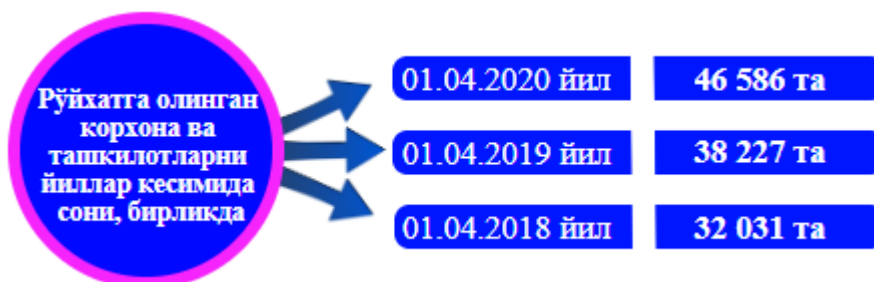 Рўйхатга олинган
корхона ва
ташкилотларни
йиллар кесимида
сони, бирликда
01.04.2020 йил 46 586 та
01.04.2019 йил 38 227 та
01.04.2018 йил 32 031 та